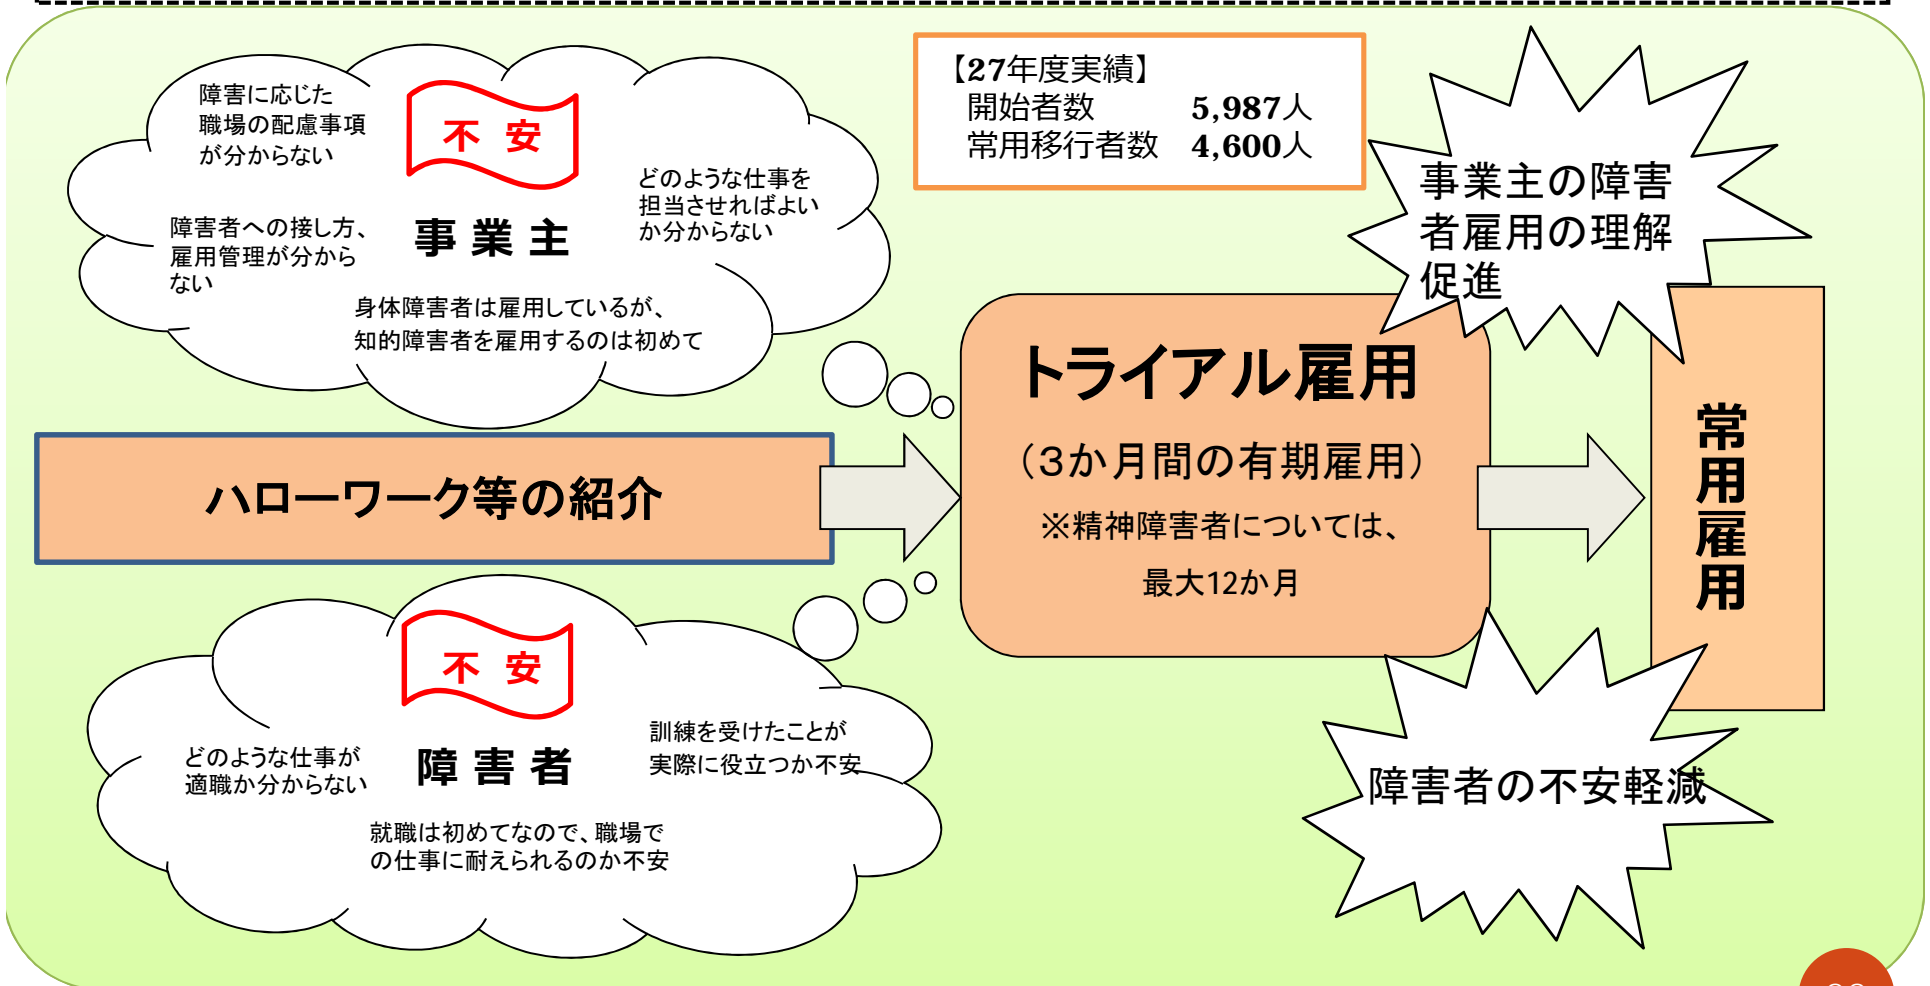 障害に応じた
職場の配慮事項
が分からない
不 安
どのような仕事を
担当させればよい
か分からない
障害者への接し方、
雇用管理が分から
ない
事 業 主
身体障害者は雇用しているが、
知的障害者を雇用するのは初めて
【27年度実績】
開始者数 5,987人
常用移行者数 4,600人
事業主の障害
者雇用の理解
促進
ハローワーク等の紹介
トライアル雇用
（3か月間の有期雇用）
※精神障害者については、
最大12か月
常用雇用
不 安
どのような仕事が
適職か分からない
障 害 者
訓練を受けたことが
実際に役立つか不安
就職は初めてなので、職場で
の仕事に耐えられるのか不安
障害者の不安軽減